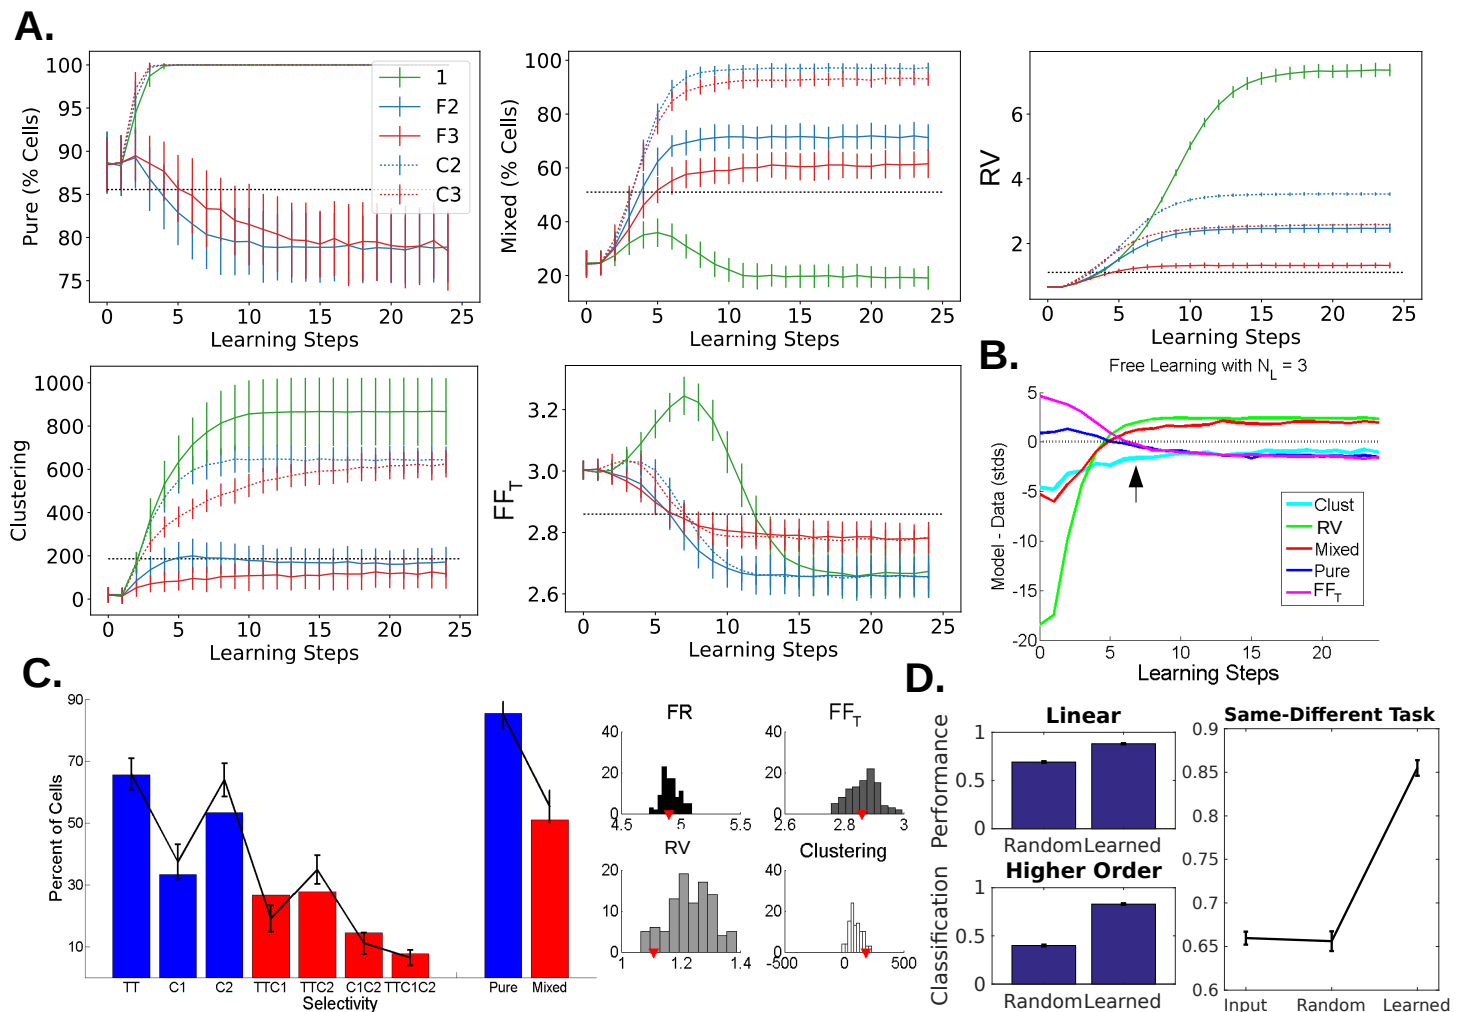 A.
100
95
90
85
80
75
Pure (% Cells)
0 5 10 15 20 25
Learning Steps
1
F2
F3
C2
C3
100
80
60
40
20
Mixed (% Cells)
0 5 10 15 20 25
Learning Steps
6
4
2
RV
0 5 10 15 20 25
Learning Steps
1000
800
600
400
200
0
Clustering
0 5 10 15 20 25
Learning Steps
3.2
3.0
2.8
2.6
FF_T
0 5 10 15 20 25
Learning Steps
B.
Free Learning with N_L = 3
5
0
-5
-10
-15
-20
Model - Data (stds)
0 5 10 15 20
Learning Steps
Clust
RV
Mixed
Pure
FF_T
C.
90
70
50
30
10
Percent of Cells
TT C1 C2 TTC1 TTC2 C1C2 TTC1C2 Pure Mixed
Selectivity
FR
40
20
0
4.5 5 5.5
FF_T
40
20
0
2.6 2.8 3
RV
20
10
0
1 1.2 1.4
Clustering
40
20
0
-500 0 500
D.
Linear
1
0.5
0
Random Learned
Higher Order
1
0.5
0
Random Learned
Classification Performance
Same-Different Task
0.9
0.85
0.8
0.75
0.7
0.65
0.6
Input Random Learned